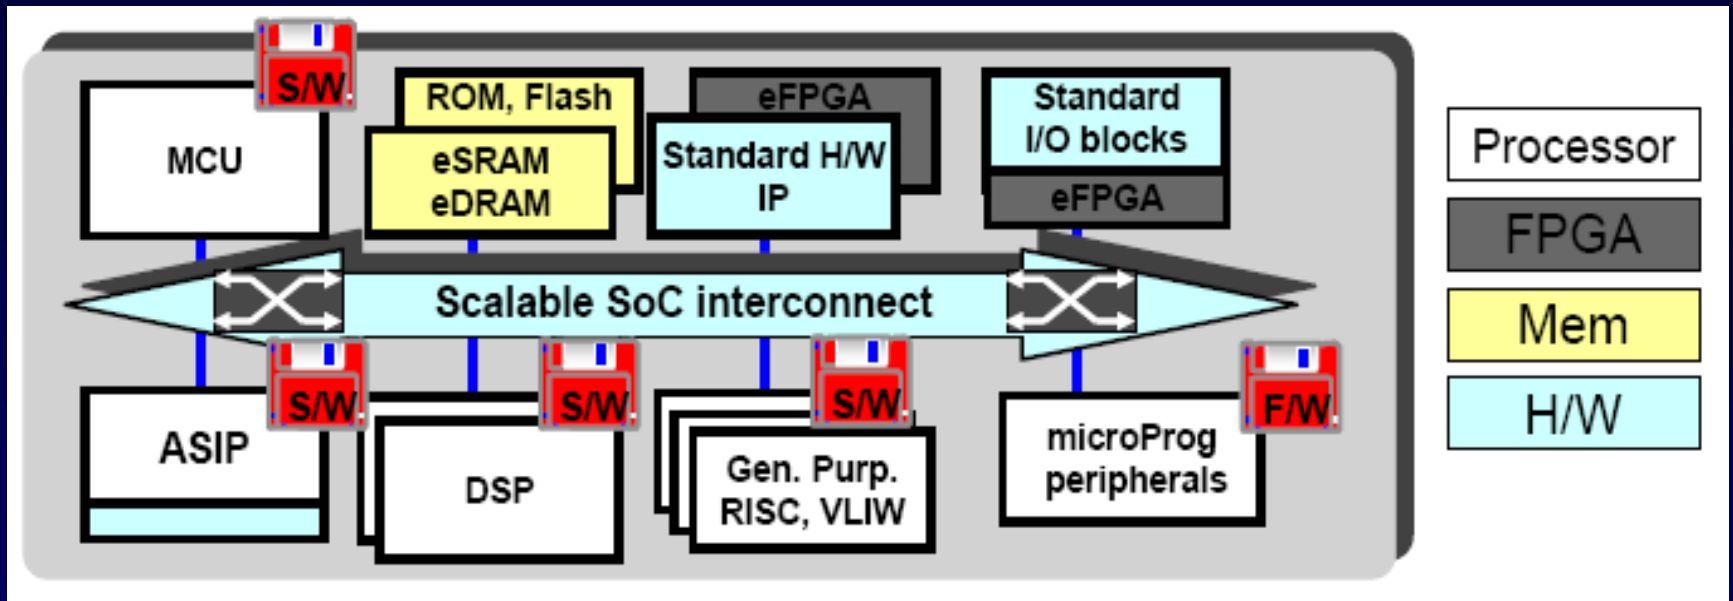 S/W
MCU
ROM, Flash
eSRAM
eDRAM
eFPGA
Standard H/W
IP
Standard
I/O blocks
eFPGA
Scalable SoC interconnect
S/W
ASIP
S/W
DSP
S/W
Gen. Purp.
RISC, VLIW
F/W
microProg
peripherals
Processor
FPGA
Mem
H/W